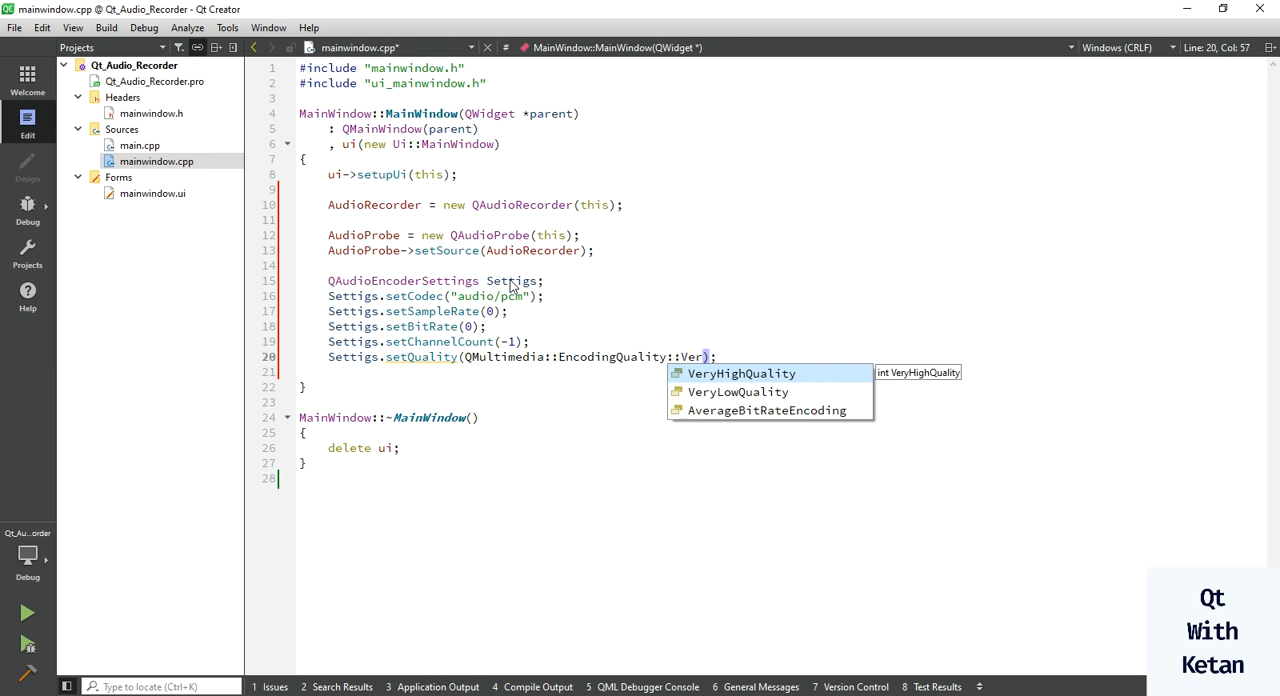 mainwindow.cpp @ Qt_Audio_Recorder - Qt Creator
File Edit View Build Debug Analyze Tools Window Help
Projects mainwindow.cpp* # MainWindow::MainWindow(QWidget *) Windows (CRLF) Line: 20, Col: 57
Welcome
Edit
Design
Debug
Projects
Help
Qt_Au...order
Debug
Qt_Audio_Recorder
Qt_Audio_Recorder.pro
Headers
mainwindow.h
Sources
main.cpp
mainwindow.cpp
Forms
mainwindow.ui
1 #include "mainwindow.h"
2 #include "ui_mainwindow.h"
3
4 MainWindow::MainWindow(QWidget *parent)
5 : QMainWindow(parent)
6 , ui(new Ui::MainWindow)
7 {
8 ui->setupUi(this);
9
10 AudioRecorder = new QAudioRecorder(this);
11
12 AudioProbe = new QAudioProbe(this);
13 AudioProbe->setSource(AudioRecorder);
14
15 QAudioEncoderSettings Settigs;
16 Settigs.setCodec("audio/pcm");
17 Settigs.setSampleRate(0);
18 Settigs.setBitRate(0);
19 Settigs.setChannelCount(-1);
20 Settigs.setQuality(QMultimedia::EncodingQuality::Ver);
21
22 }
23
24 MainWindow::~MainWindow()
25 {
26 delete ui;
27 }
28
VeryHighQuality int VeryHighQuality
VeryLowQuality
AverageBitRateEncoding
Qt
With
Ketan
Type to locate (Ctrl+K) 1 Issues 2 Search Results 3 Application Output 4 Compile Output 5 QML Debugger Console 6 General Messages 7 Version Control 8 Test Results